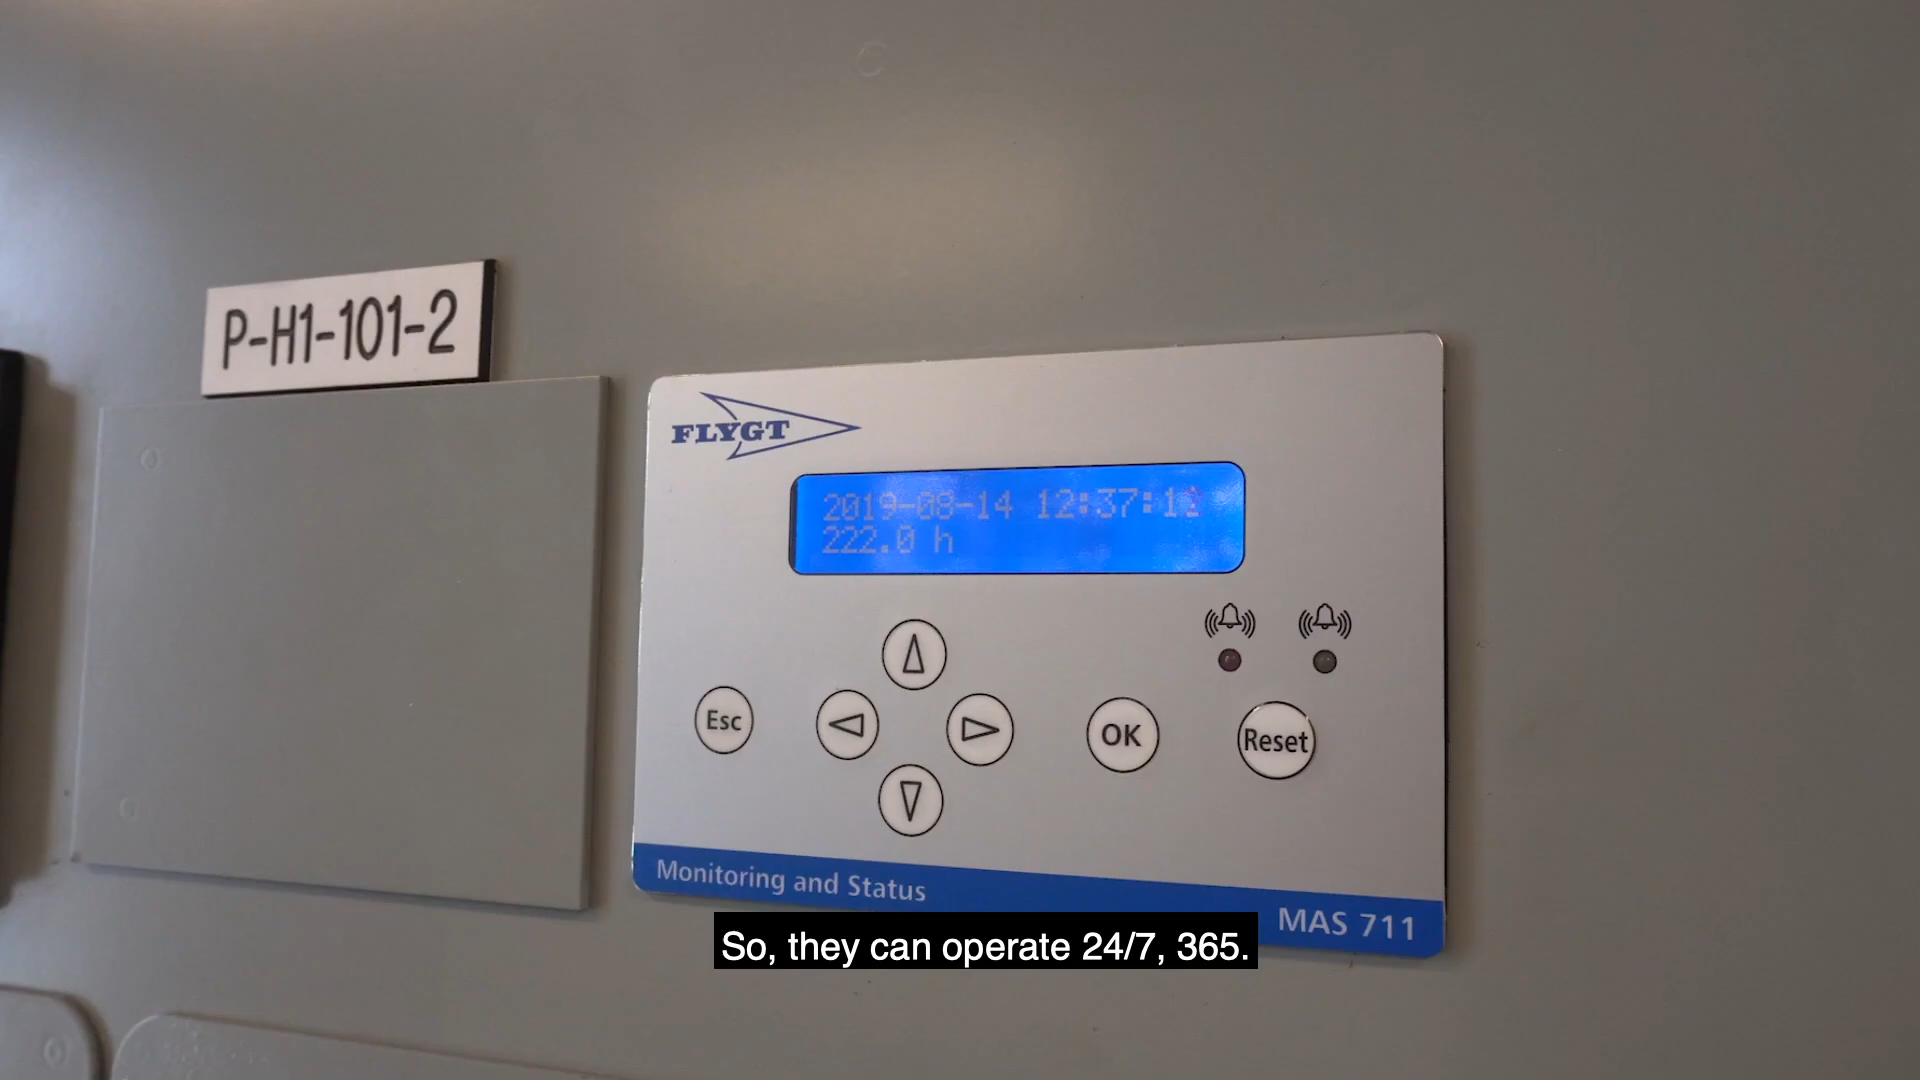 P-H1-101-2
FLYGT
2019-08-14 12:37:11
222.0 h
Esc
OK
Reset
Monitoring and Status
MAS 711
So, they can operate 24/7, 365.